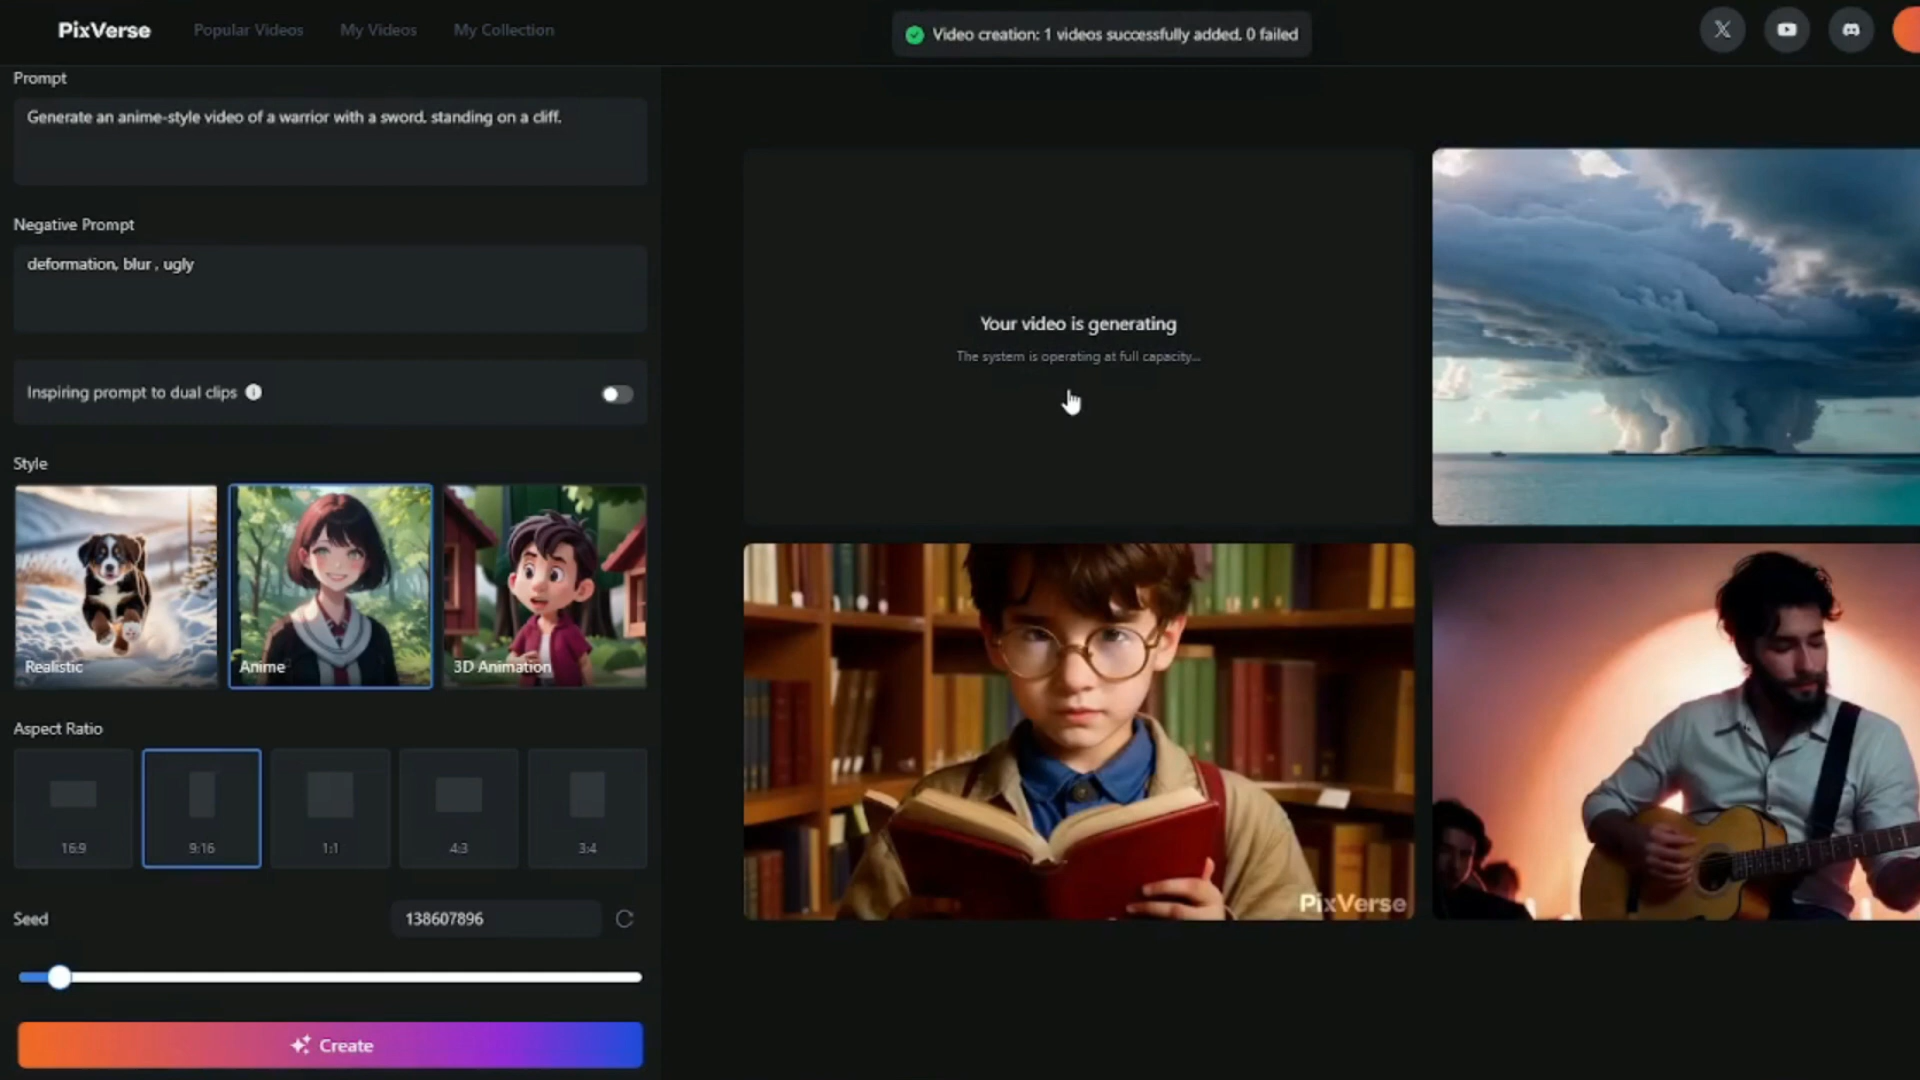 PixVerse
Popular Videos
My Videos
My Collection
Video creation: 1 videos successfully added. 0 failed
X
Prompt
Generate an anime-style video of a warrior with a sword. standing on a cliff.
Negative Prompt
deformation, blur , ugly
Inspiring prompt to dual clips
Style
Realistic
Anime
3D Animation
Aspect Ratio
16:9
9:16
1:1
4:3
3:4
Seed
138607896
Create
Your video is generating
The system is operating at full capacity...
PixVerse